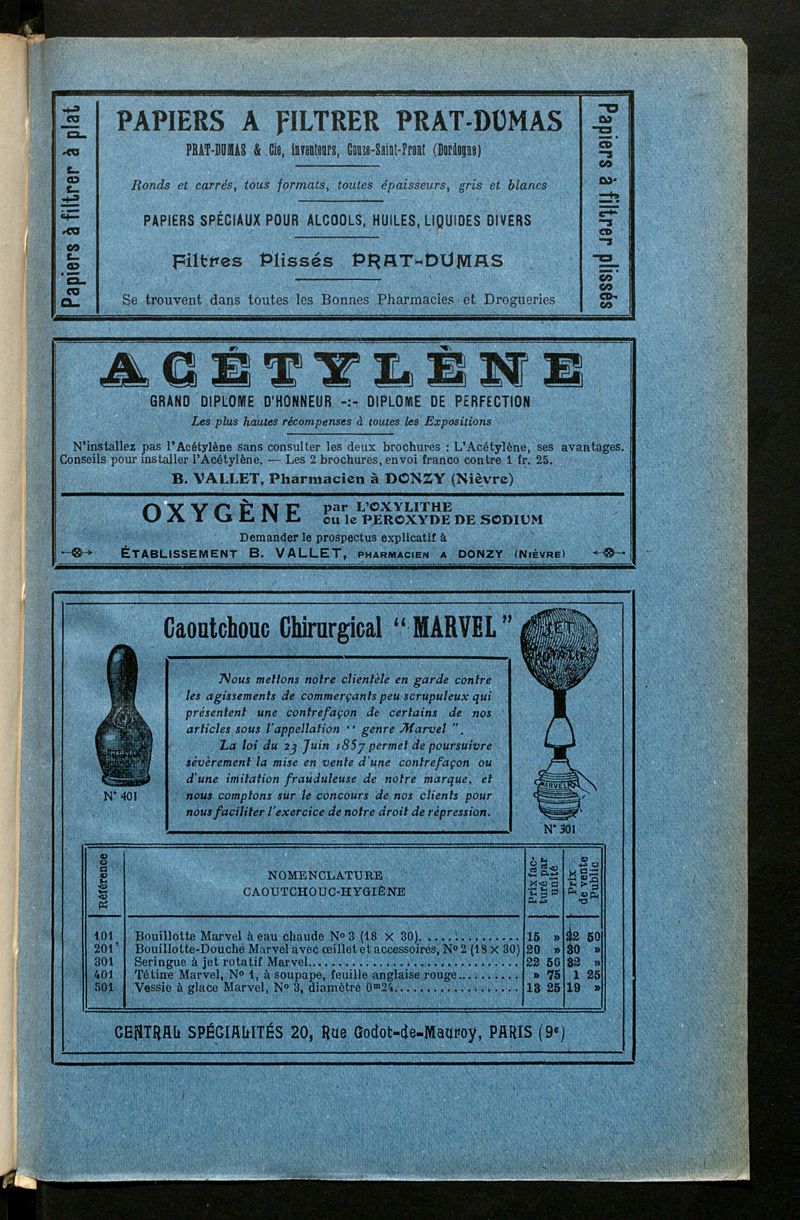 Papiers à filtrer à plat
PAPIERS A FILTRER PRAT-DUMAS
PRAT-DUMAS & Cie, inventeurs, Couze-Saint-Front (Dordogne)
Ronds et carrés, tous formats, toutes épaisseurs, gris et blancs
PAPIERS SPÉCIAUX POUR ALCOOLS, HUILES, LIQUIDES DIVERS
Filtres Plissés PRAT-DUMAS
Se trouvent dans toutes les Bonnes Pharmacies et Drogueries
Papiers à filtrer plissés
ACÉTYLÈNE
GRAND DIPLOME D'HONNEUR -:- DIPLOME DE PERFECTION
Les plus hautes récompenses à toutes les Expositions
N'installez pas l'Acétylène sans consulter les deux brochures : L'Acétylène, ses avantages.
Conseils pour installer l'Acétylène. — Les 2 brochures, envoi franco contre 1 fr. 25.
B. VALLET, Pharmacien à DONZY (Nièvre)
OXYGÈNE par L'OXYLITHE
ou le PEROXYDE DE SODIUM
Demander le prospectus explicatif à
ÉTABLISSEMENT B. VALLET, PHARMACIEN A DONZY (NIÈVRE)
Caoutchouc Chirurgical “MARVEL”
JET
ROTATIF
Nous mettons notre clientèle en garde contre
les agissements de commerçants peu scrupuleux qui
présentent une contrefaçon de certains de nos
articles sous l'appellation “ genre Marvel ”.
La loi du 23 Juin 1857 permet de poursuivre
sévèrement la mise en vente d'une contrefaçon ou
d'une imitation frauduleuse de notre marque, et
nous comptons sur le concours de nos clients pour
nous faciliter l'exercice de notre droit de répression.
MARVEL
N° 401
MARVEL
N° 301
Référence
NOMENCLATURE
CAOUTCHOUC-HYGIÈNE
Prix fac-
turé par
unité
Prix
de vente
Public
101 Bouillotte Marvel à eau chaude N° 3 (18 × 30). 15 » 22 50
201 Bouillotte-Douche Marvel avec œillet et accessoires, N° 2 (18 × 30) 20 » 30 »
301 Seringue à jet rotatif Marvel 22 50 32 »
401 Tétine Marvel, N° 1, à soupape, feuille anglaise rouge » 75 1 25
501 Vessie à glace Marvel, N° 3, diamètre 0m24 13 25 19 »
CENTRAL SPÉCIALITÉS 20, Rue Godot-de-Mauroy, PARIS (9e)